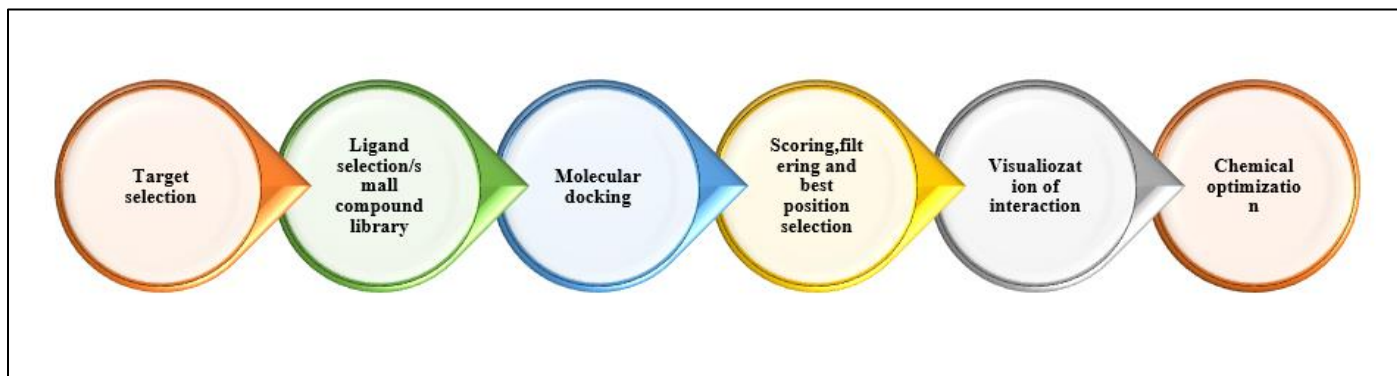 Target
selection
Ligand
selection/s
mall
compound
library
Molecular
docking
Scoring,filt
ering and
best
position
selection
Visualiozat
ion of
interaction
Chemical
optimizatio
n